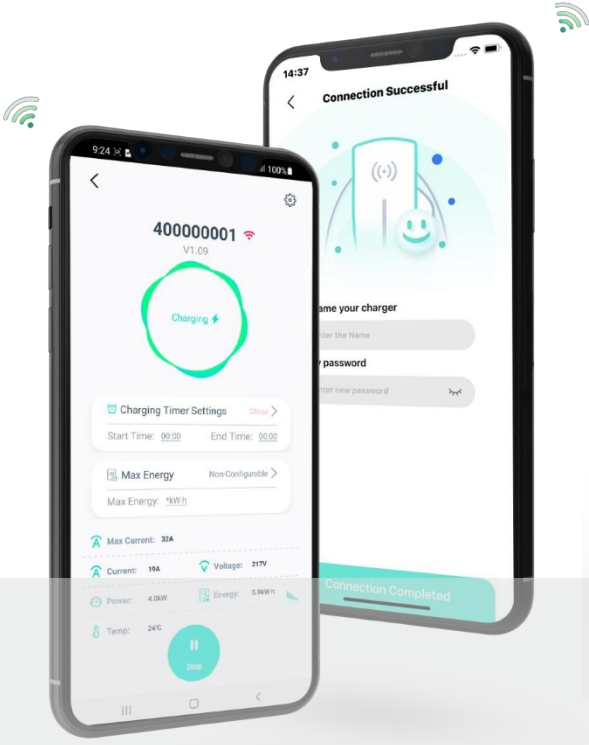 9:24
100%
400000001
V1.09
Charging
Charging Timer Settings Close
Start Time: 00:00 End Time: 00:00
Max Energy Non-Configurable
Max Energy: *kW·h
Max Current: 32A
Current: 19A Voltage: 217V
Power: 4.0kW Energy: 5.9kW·h
Temp: 24°C
Stop
14:37
Connection Successful
ame your charger
nter the Name
password
nter new password
Connection Completed